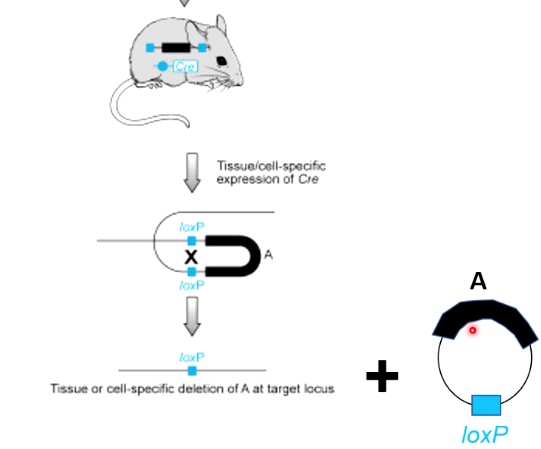 Cre
Tissue/cell-specific
expression of Cre
loxP
X
A
loxP
loxP
Tissue or cell-specific deletion of A at target locus
+
A
loxP